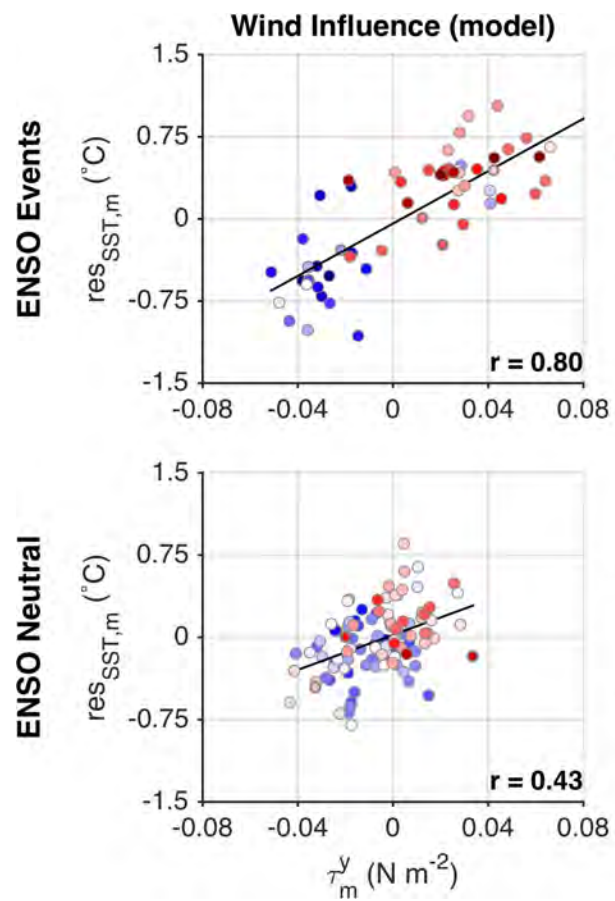 Wind Influence (model)
ENSO Events
res_SST,m (°C)
1.5
0.75
0
-0.75
-1.5
r = 0.80
-0.08 -0.04 0 0.04 0.08
ENSO Neutral
res_SST,m (°C)
1.5
0.75
0
-0.75
-1.5
r = 0.43
-0.08 -0.04 0 0.04 0.08
τ_m^y (N m⁻²)